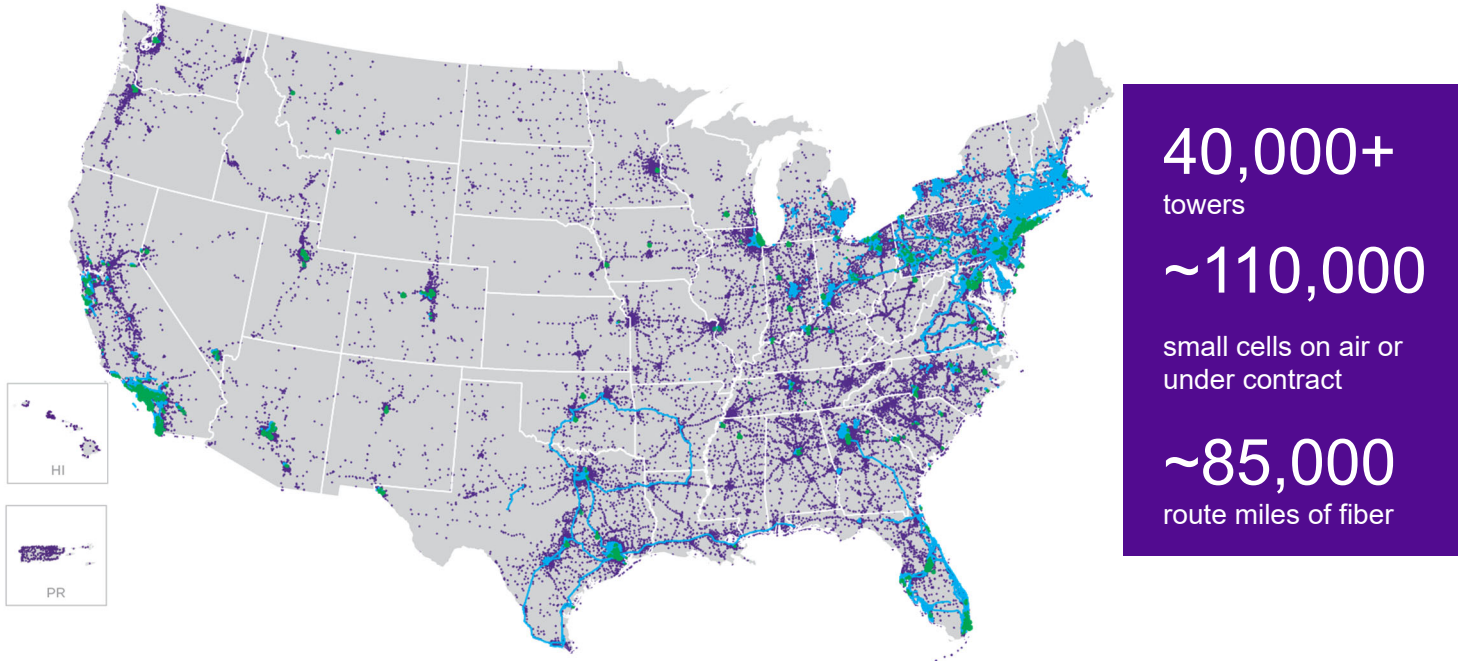 40,000+
towers
~110,000
small cells on air or
under contract
~85,000
route miles of fiber
HI
PR